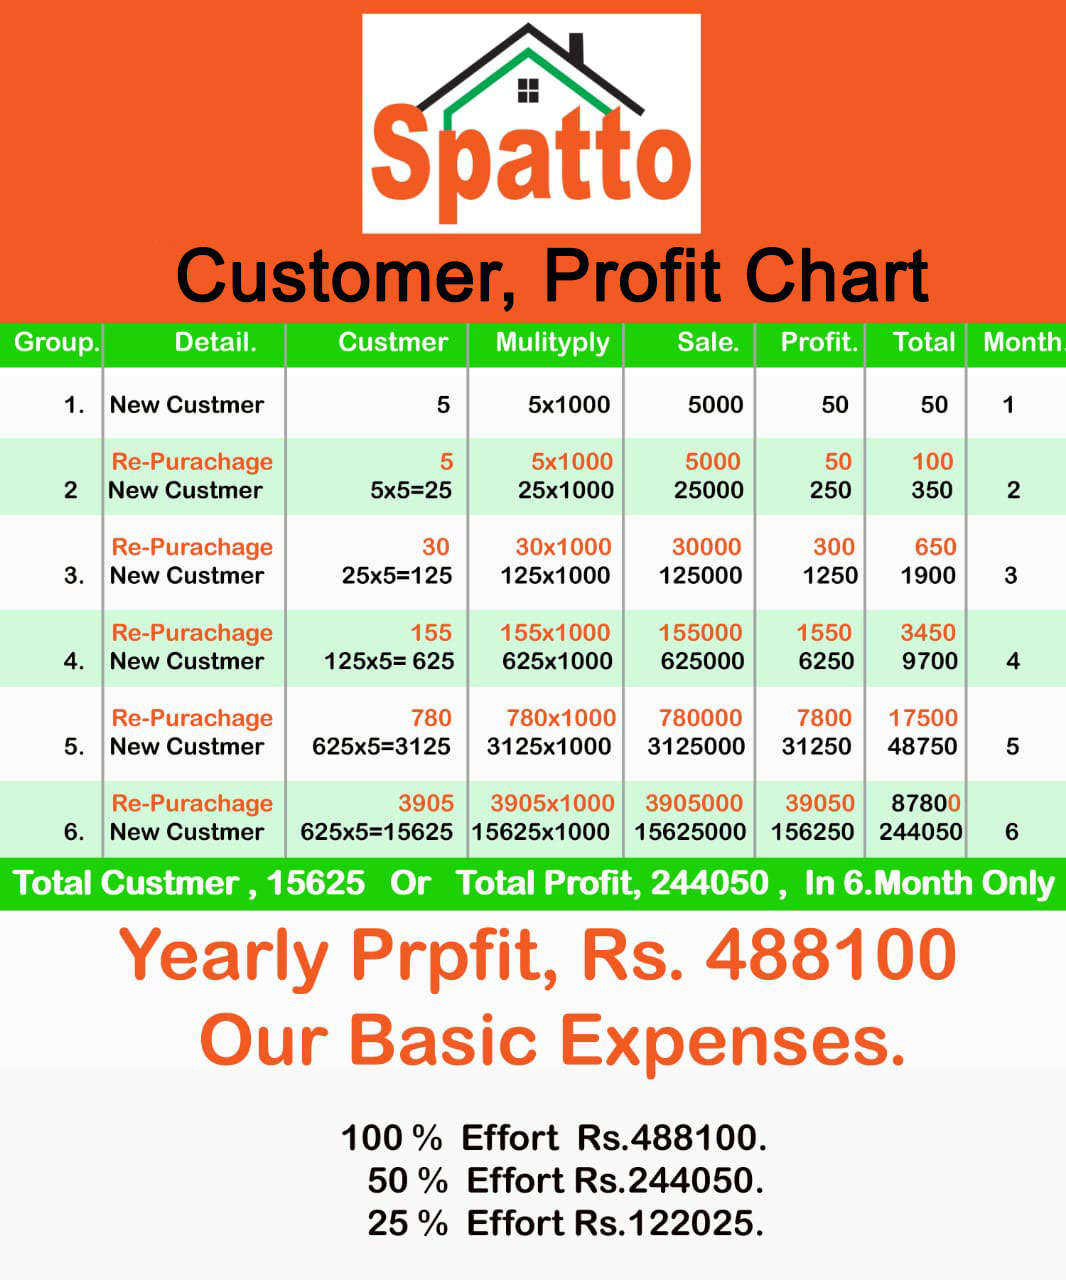 Spatto
Customer, Profit Chart
Group. Detail. Custmer Mulityply Sale. Profit. Total Month.
1. New Custmer 5 5x1000 5000 50 50 1
Re-Purachage 5 5x1000 5000 50 100
2 New Custmer 5x5=25 25x1000 25000 250 350 2
Re-Purachage 30 30x1000 30000 300 650
3. New Custmer 25x5=125 125x1000 125000 1250 1900 3
Re-Purachage 155 155x1000 155000 1550 3450
4. New Custmer 125x5= 625 625x1000 625000 6250 9700 4
Re-Purachage 780 780x1000 780000 7800 17500
5. New Custmer 625x5=3125 3125x1000 3125000 31250 48750 5
Re-Purachage 3905 3905x1000 3905000 39050 87800
6. New Custmer 625x5=15625 15625x1000 15625000 156250 244050 6
Total Custmer , 15625 Or Total Profit, 244050 , In 6.Month Only
Yearly Prpfit, Rs. 488100
Our Basic Expenses.
100 % Effort Rs.488100.
50 % Effort Rs.244050.
25 % Effort Rs.122025.